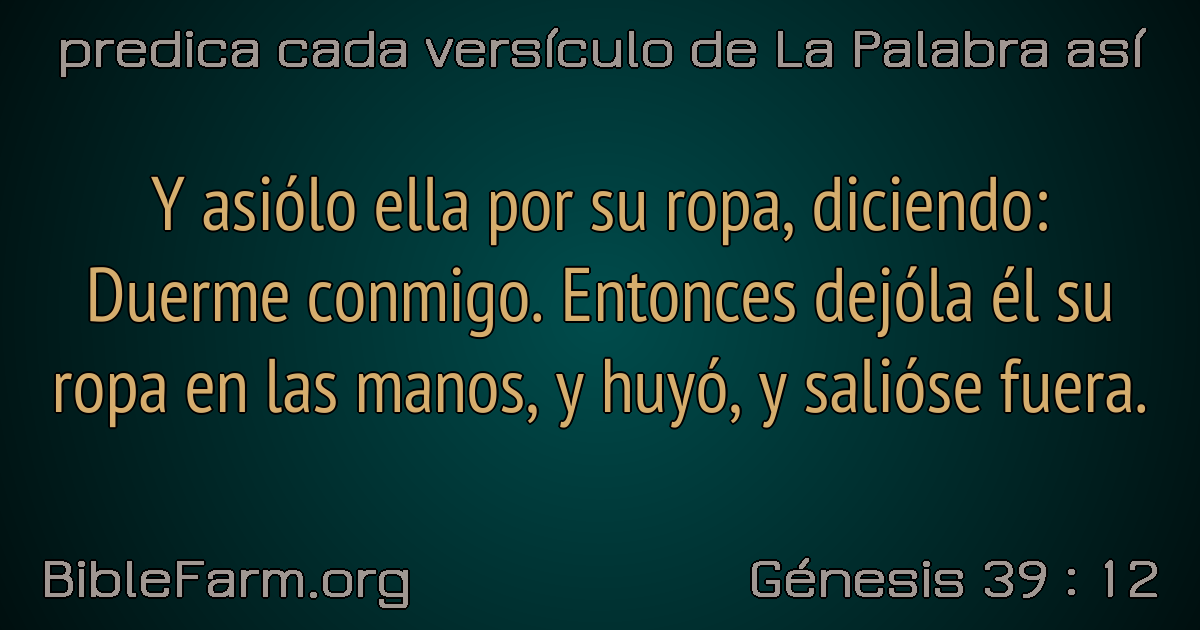 predica cada versículo de La Palabra así
Y asiólo ella por su ropa, diciendo:
Duerme conmigo. Entonces dejóla él su
ropa en las manos, y huyó, y salióse fuera.
BibleFarm.org
Génesis 39 : 12